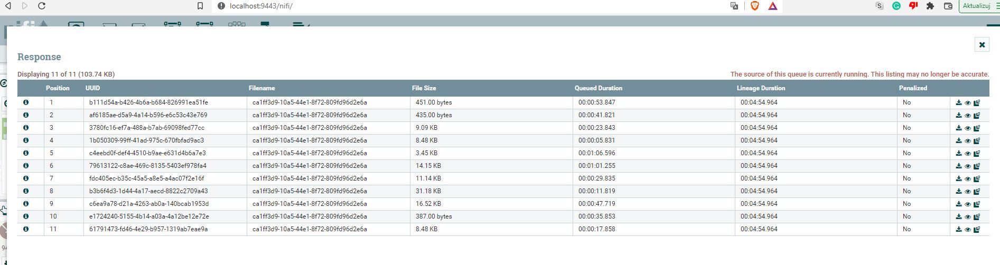 localhost:9443/nifi/
Aktualizuj
Response
Displaying 11 of 11 (103.74 KB)
The source of this queue is currently running. This listing may no longer be accurate.
Position UUID Filename File Size Queued Duration Lineage Duration Penalized
1 b111d54a-b426-4b6a-b684-826991ea51fe ca1ff3d9-10a5-44e1-8f72-809fd96d2e6a 451.00 bytes 00:00:53.847 00:04:54.964 No
2 af6185ae-d5a9-4a14-b596-e6c53c43e769 ca1ff3d9-10a5-44e1-8f72-809fd96d2e6a 435.00 bytes 00:00:41.821 00:04:54.964 No
3 3780fc16-ef7a-488a-b7ab-69098fed77cc ca1ff3d9-10a5-44e1-8f72-809fd96d2e6a 9.09 KB 00:00:23.843 00:04:54.964 No
4 1b050309-99ff-41ad-975c-670fbfad9ac3 ca1ff3d9-10a5-44e1-8f72-809fd96d2e6a 8.48 KB 00:00:05.831 00:04:54.964 No
5 c4eebd0f-def4-4510-b9ae-e631d4b6a7e3 ca1ff3d9-10a5-44e1-8f72-809fd96d2e6a 3.45 KB 00:01:06.596 00:04:54.964 No
6 79613122-c8ae-469c-8135-5403ef978fa4 ca1ff3d9-10a5-44e1-8f72-809fd96d2e6a 14.15 KB 00:01:01.255 00:04:54.964 No
7 fdc405ec-b35c-45a5-a8e5-a4ac07f2e16f ca1ff3d9-10a5-44e1-8f72-809fd96d2e6a 11.14 KB 00:00:29.835 00:04:54.964 No
8 b3b6f4d3-1d44-4a17-aecd-8822c2709a43 ca1ff3d9-10a5-44e1-8f72-809fd96d2e6a 31.18 KB 00:00:11.819 00:04:54.964 No
9 c6ea9a78-d21a-4263-ab0a-140bcab1953d ca1ff3d9-10a5-44e1-8f72-809fd96d2e6a 16.52 KB 00:00:47.719 00:04:54.964 No
10 e1724240-5155-4b14-a03a-4a12be12e72e ca1ff3d9-10a5-44e1-8f72-809fd96d2e6a 387.00 bytes 00:00:35.853 00:04:54.964 No
11 61791473-fd46-4e29-b957-1319ab7eae9a ca1ff3d9-10a5-44e1-8f72-809fd96d2e6a 8.48 KB 00:00:17.858 00:04:54.964 No